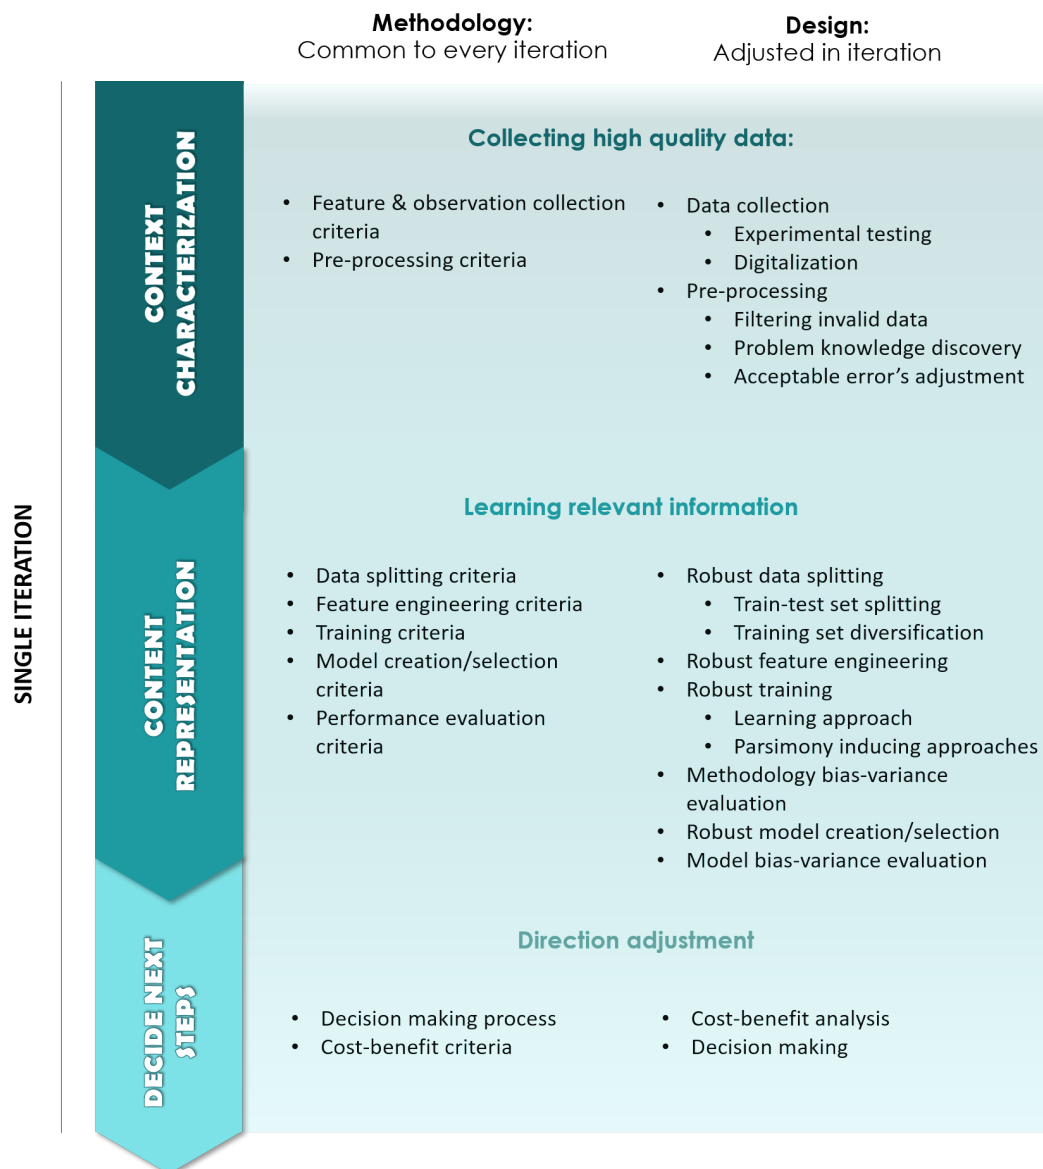 Methodology:
Common to every iteration
Design:
Adjusted in iteration
SINGLE ITERATION
CONTEXT
CHARACTERIZATION
Collecting high quality data:
• Feature & observation collection
criteria
• Pre-processing criteria
• Data collection
• Experimental testing
• Digitalization
• Pre-processing
• Filtering invalid data
• Problem knowledge discovery
• Acceptable error’s adjustment
CONTENT
REPRESENTATION
Learning relevant information
• Data splitting criteria
• Feature engineering criteria
• Training criteria
• Model creation/selection
criteria
• Performance evaluation
criteria
• Robust data splitting
• Train-test set splitting
• Training set diversification
• Robust feature engineering
• Robust training
• Learning approach
• Parsimony inducing approaches
• Methodology bias-variance
evaluation
• Robust model creation/selection
• Model bias-variance evaluation
DECIDE NEXT
STEPS
Direction adjustment
• Decision making process
• Cost-benefit criteria
• Cost-benefit analysis
• Decision making